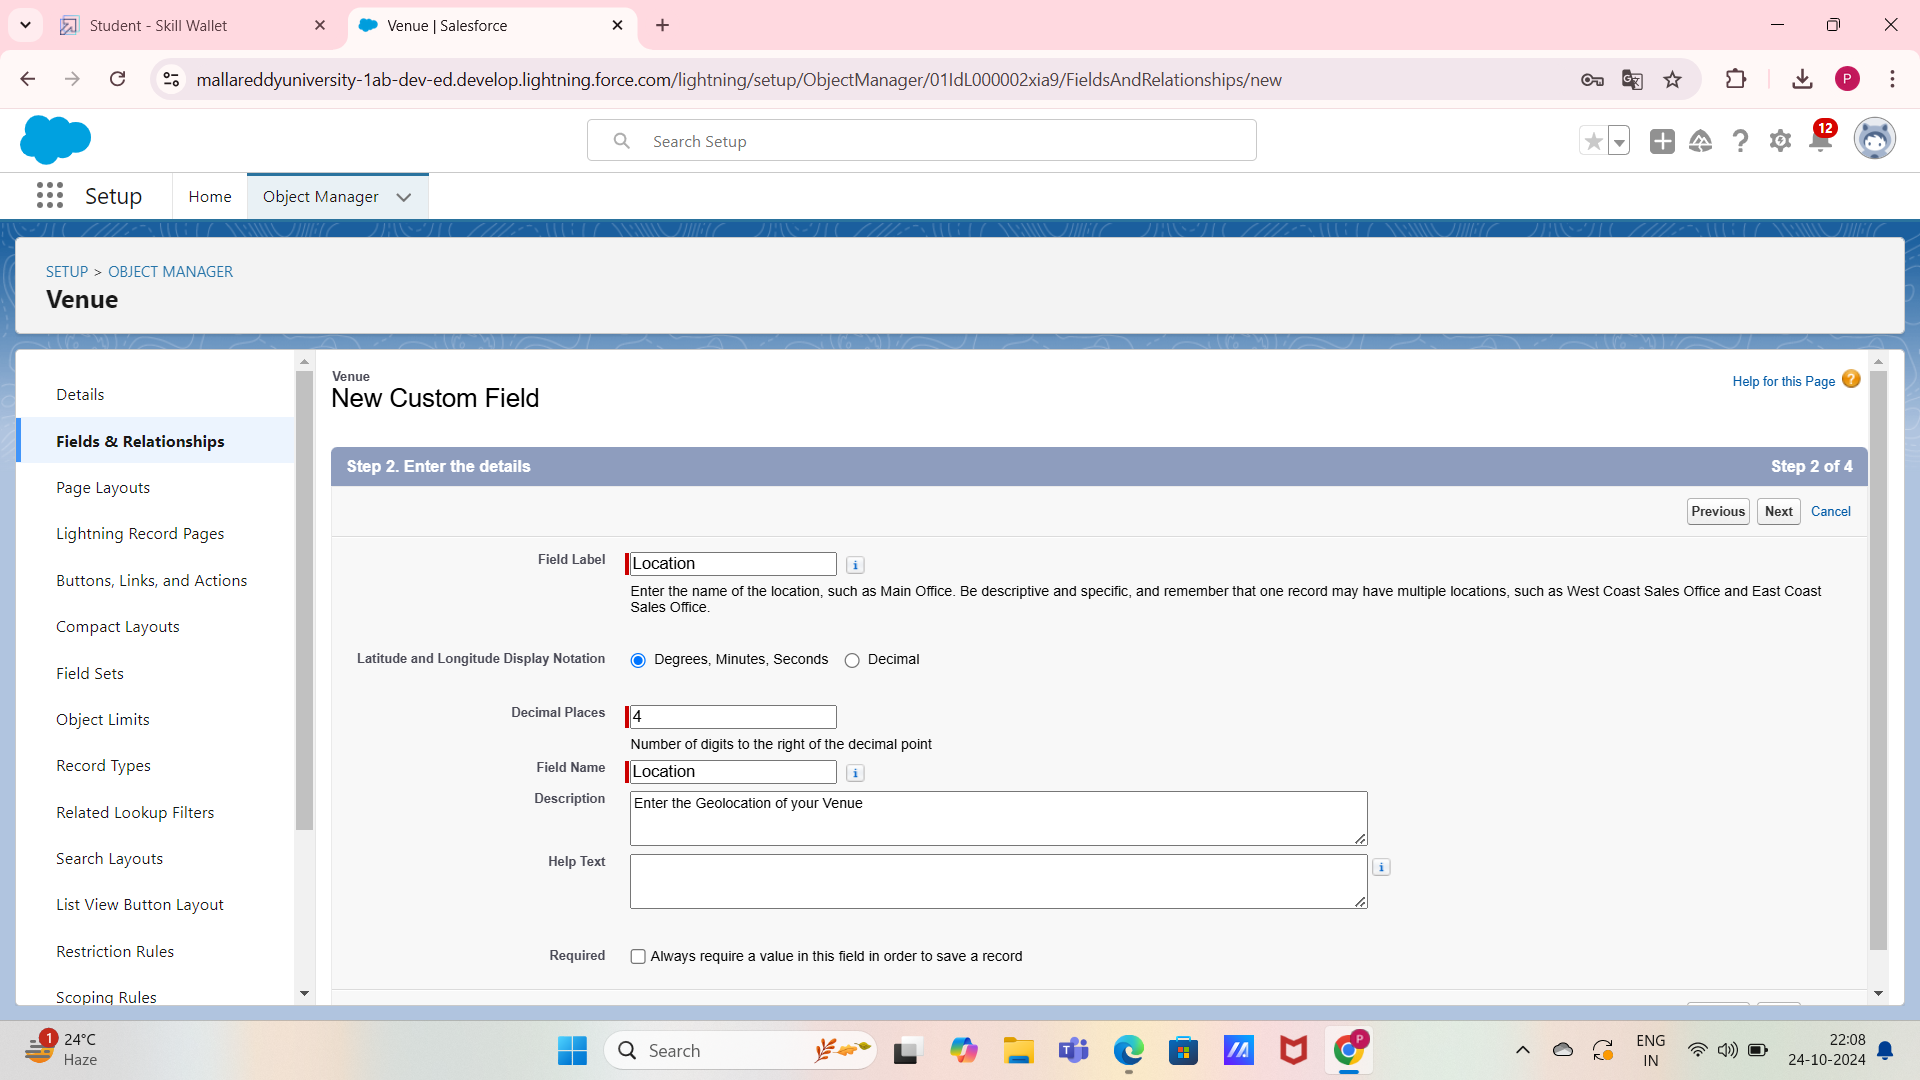 Student - Skill Wallet
Venue | Salesforce
mallareddyuniversity-1ab-dev-ed.develop.lightning.force.com/lightning/setup/ObjectManager/01IdL000002xia9/FieldsAndRelationships/new
P
Search Setup
12
Setup
Home
Object Manager
SETUP > OBJECT MANAGER
Venue
Details
Fields & Relationships
Page Layouts
Lightning Record Pages
Buttons, Links, and Actions
Compact Layouts
Field Sets
Object Limits
Record Types
Related Lookup Filters
Search Layouts
List View Button Layout
Restriction Rules
Scoping Rules
Venue
New Custom Field
Help for this Page
Step 2. Enter the details
Step 2 of 4
Previous
Next
Cancel
Field Label
Location
Enter the name of the location, such as Main Office. Be descriptive and specific, and remember that one record may have multiple locations, such as West Coast Sales Office and East Coast
Sales Office.
Latitude and Longitude Display Notation
Degrees, Minutes, Seconds
Decimal
Decimal Places
4
Number of digits to the right of the decimal point
Field Name
Location
Description
Enter the Geolocation of your Venue
Help Text
Required
Always require a value in this field in order to save a record
1
24°C
Haze
Search
P
ENG
IN
22:08
24-10-2024